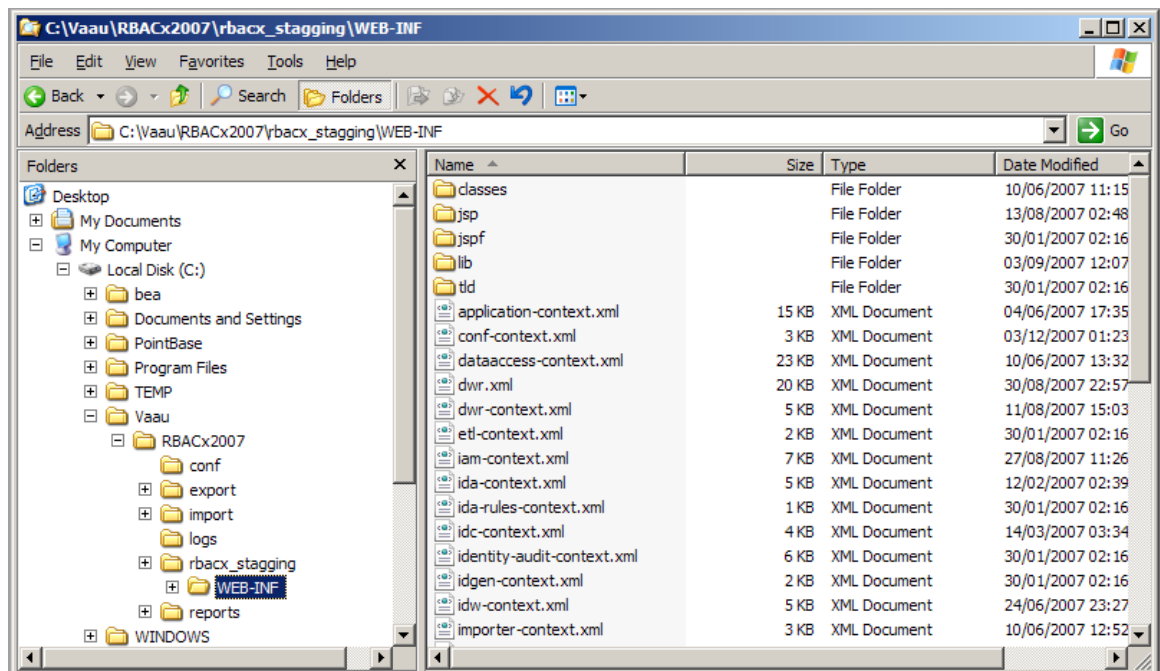 C:\Vaau\RBACx2007\rbacx_stagging\WEB-INF
File Edit View Favorites Tools Help
Back Search Folders
Address C:\Vaau\RBACx2007\rbacx_stagging\WEB-INF Go
Folders x
Desktop
My Documents
My Computer
Local Disk (C:)
bea
Documents and Settings
PointBase
Program Files
TEMP
Vaau
RBACx2007
conf
export
import
logs
rbacx_stagging
WEB-INF
reports
WINDOWS
Name Size Type Date Modified
classes File Folder 10/06/2007 11:15
jsp File Folder 13/08/2007 02:48
jspf File Folder 30/01/2007 02:16
lib File Folder 03/09/2007 12:07
tld File Folder 30/01/2007 02:16
application-context.xml 15 KB XML Document 04/06/2007 17:35
conf-context.xml 3 KB XML Document 03/12/2007 01:23
dataaccess-context.xml 23 KB XML Document 10/06/2007 13:32
dwr.xml 20 KB XML Document 30/08/2007 22:57
dwr-context.xml 5 KB XML Document 11/08/2007 15:03
etl-context.xml 2 KB XML Document 30/01/2007 02:16
iam-context.xml 7 KB XML Document 27/08/2007 11:26
ida-context.xml 5 KB XML Document 12/02/2007 02:39
ida-rules-context.xml 1 KB XML Document 30/01/2007 02:16
idc-context.xml 4 KB XML Document 14/03/2007 03:34
identity-audit-context.xml 6 KB XML Document 30/01/2007 02:16
idgen-context.xml 2 KB XML Document 30/01/2007 02:16
idw-context.xml 5 KB XML Document 24/06/2007 23:27
importer-context.xml 3 KB XML Document 10/06/2007 12:52